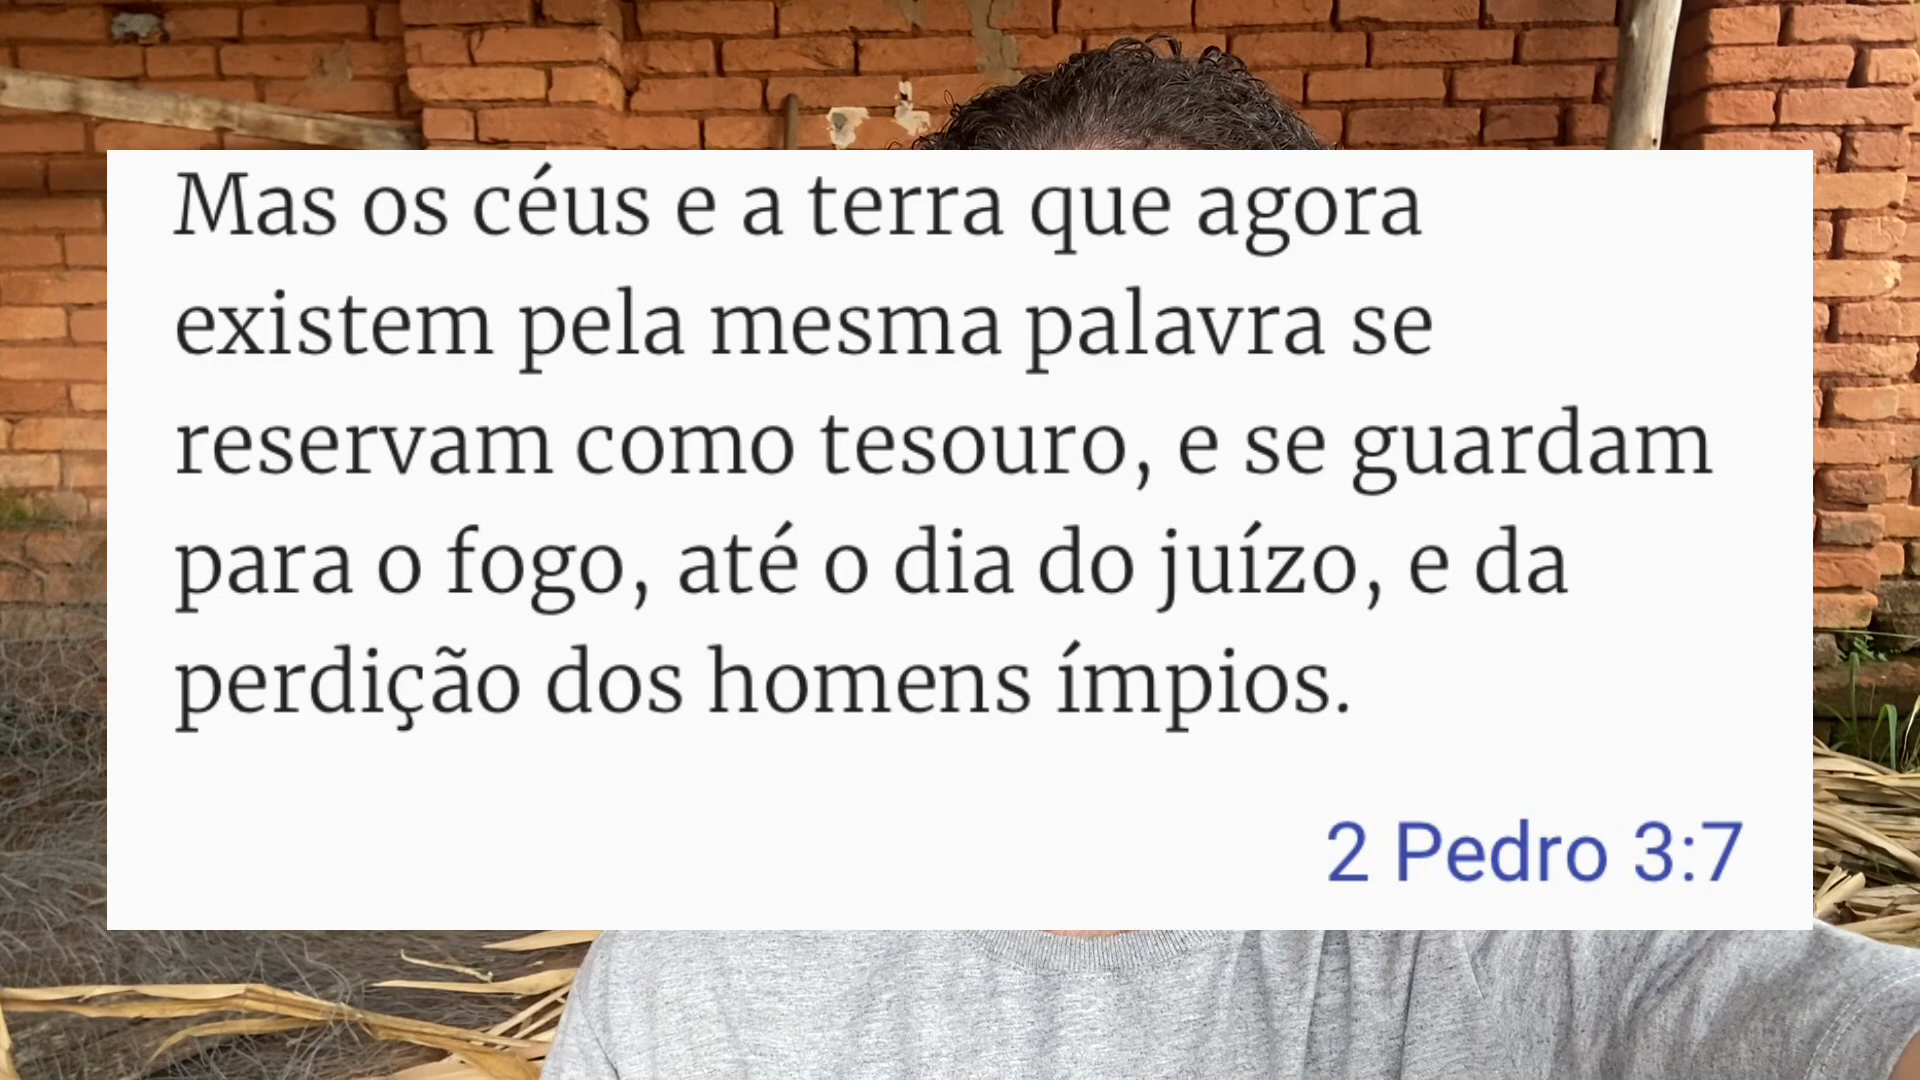 Mas os céus e a terra que agora
existem pela mesma palavra se
reservam como tesouro, e se guardam
para o fogo, até o dia do juízo, e da
perdição dos homens ímpios.
2 Pedro 3:7